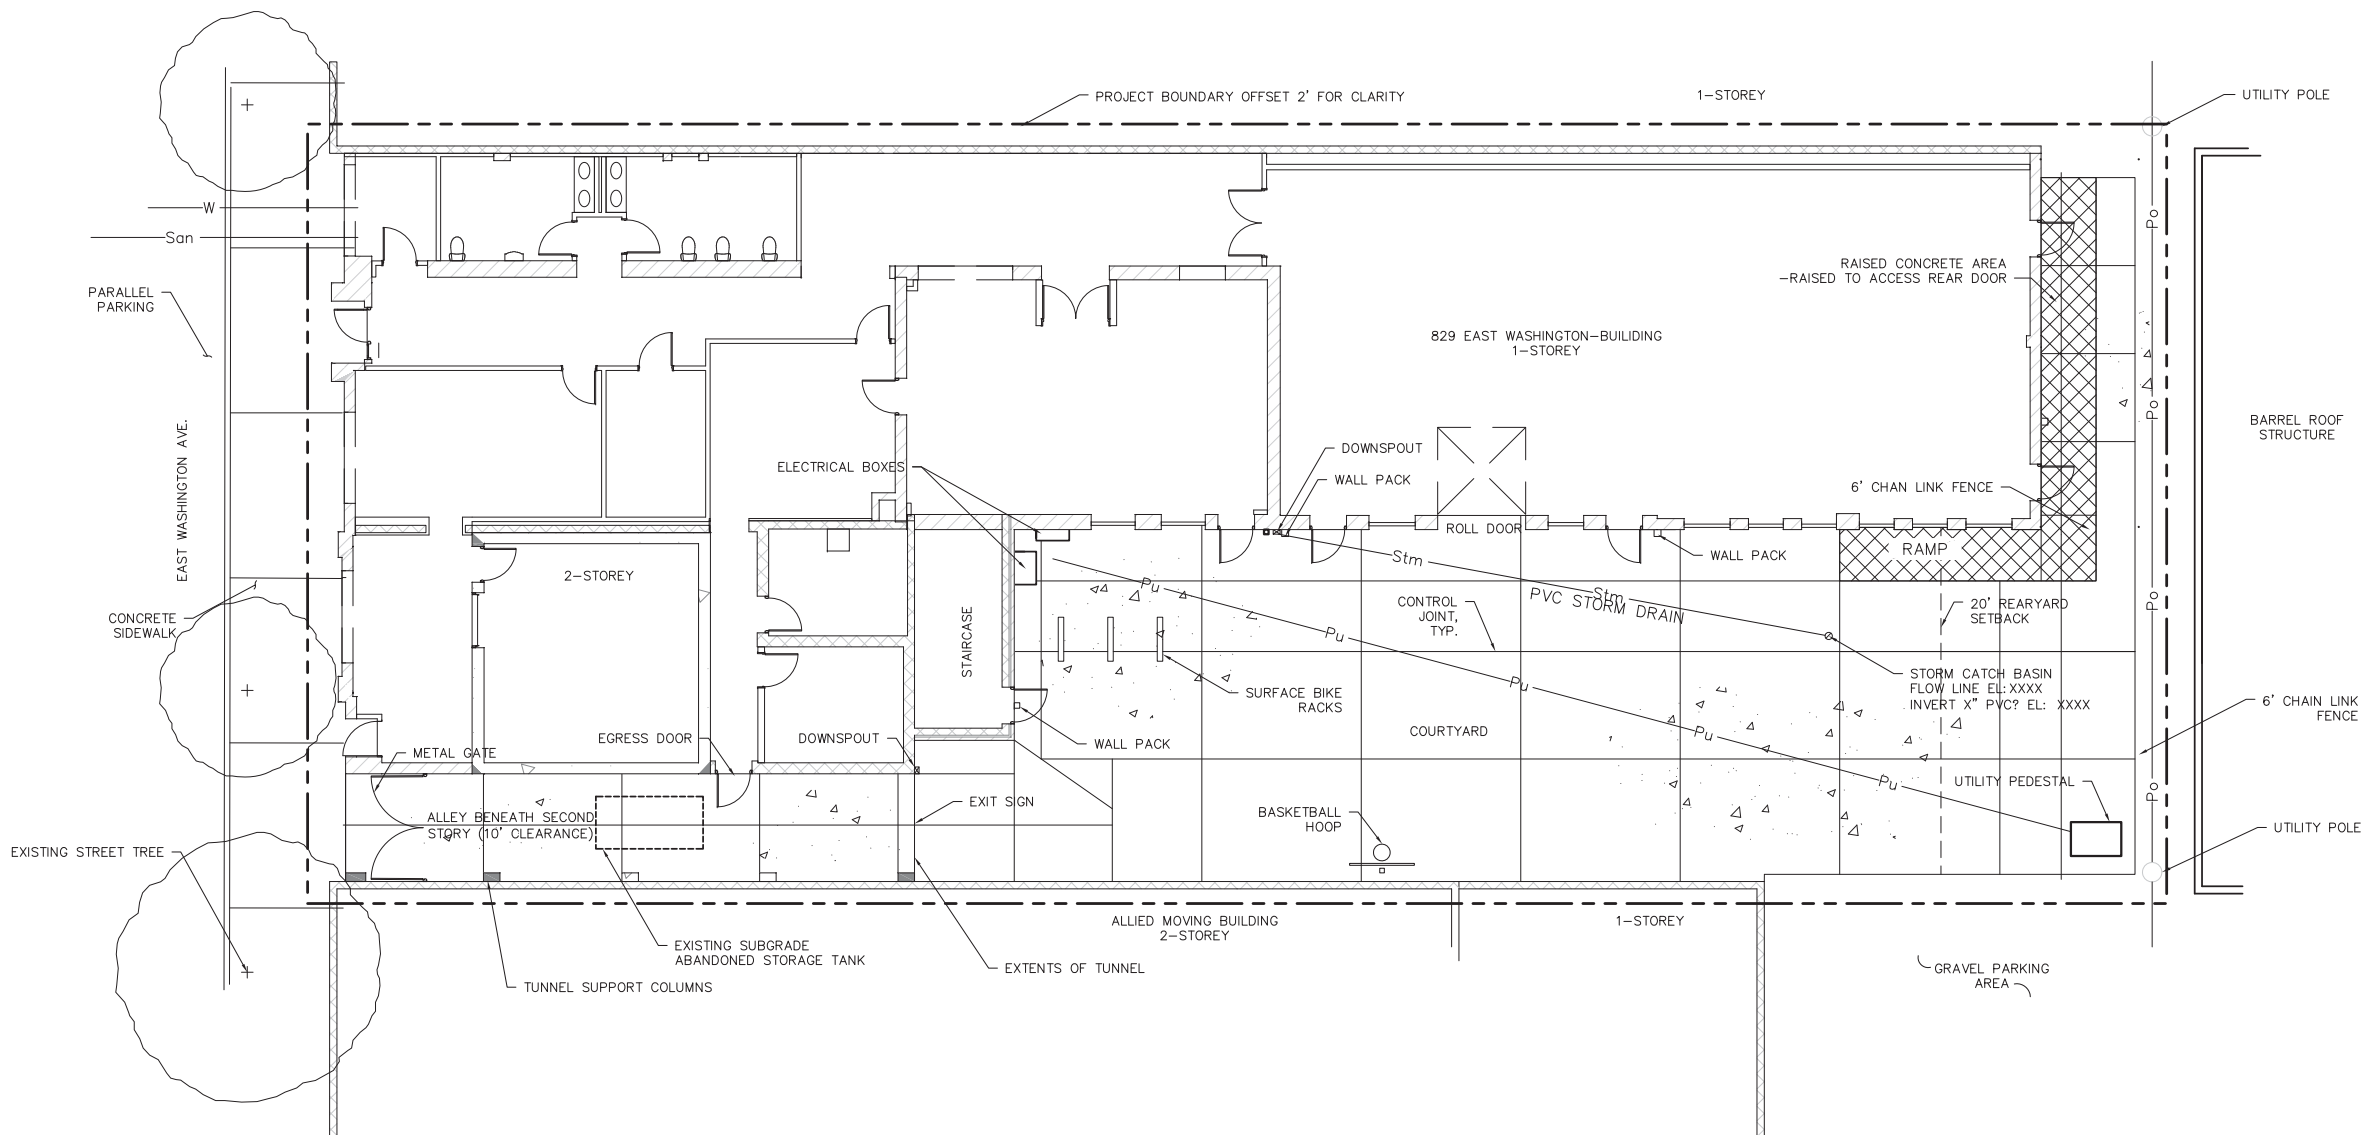 PROJECT BOUNDARY OFFSET 2' FOR CLARITY
1-STOREY
UTILITY POLE
W
San
Po
PARALLEL
PARKING
RAISED CONCRETE AREA
-RAISED TO ACCESS REAR DOOR
829 EAST WASHINGTON-BUILDING
1-STOREY
Po
BARREL ROOF
STRUCTURE
EAST WASHINGTON AVE.
ELECTRICAL BOXES
DOWNSPOUT
WALL PACK
6' CHAN LINK FENCE
ROLL DOOR
RAMP
WALL PACK
Stm
2-STOREY
Pu
Stm
PVC STORM DRAIN
CONTROL
JOINT,
TYP.
20' REARYARD
SETBACK
Po
CONCRETE
SIDEWALK
STAIRCASE
Pu
STORM CATCH BASIN
FLOW LINE EL: XXXX
INVERT X" PVC? EL: XXXX
Pu
SURFACE BIKE
RACKS
6' CHAIN LINK
FENCE
COURTYARD
Pu
EGRESS DOOR
DOWNSPOUT
WALL PACK
METAL GATE
Pu
UTILITY PEDESTAL
Po
EXIT SIGN
ALLEY BENEATH SECOND
STORY (10' CLEARANCE)
BASKETBALL
HOOP
UTILITY POLE
EXISTING STREET TREE
ALLIED MOVING BUILDING
2-STOREY
1-STOREY
EXISTING SUBGRADE
ABANDONED STORAGE TANK
EXTENTS OF TUNNEL
GRAVEL PARKING
AREA
TUNNEL SUPPORT COLUMNS